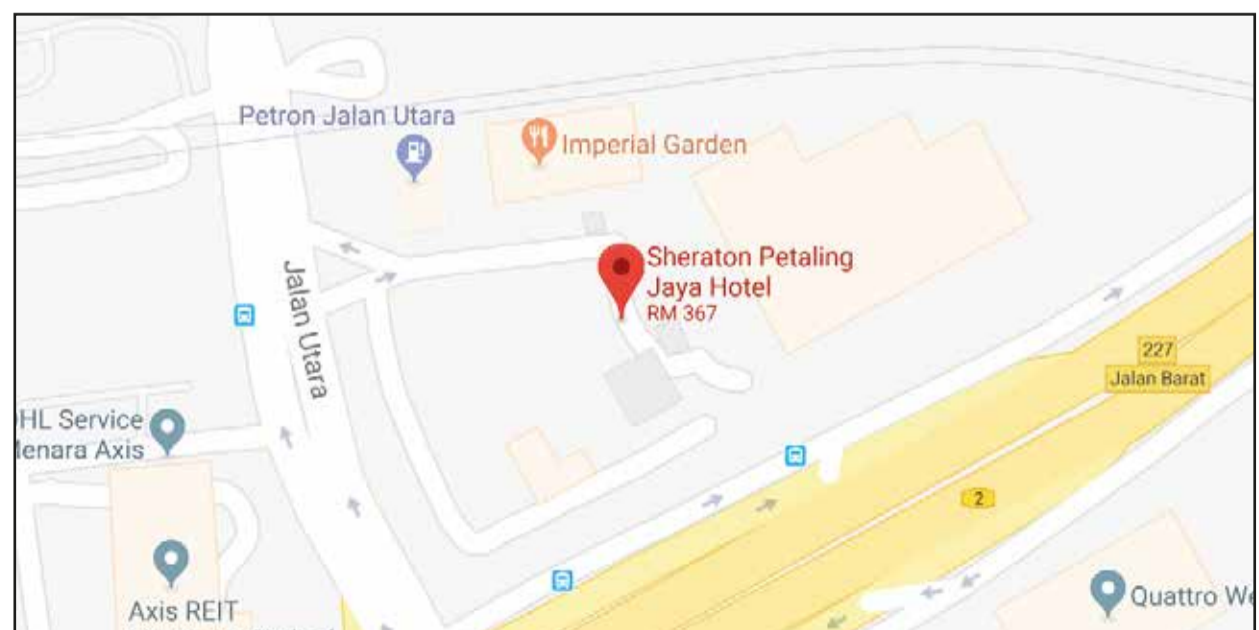 Petron Jalan Utara
Imperial Garden
Sheraton Petaling
Jaya Hotel
RM 367
Jalan Utara
227
Jalan Barat
HL Service
enara Axis
2
Axis REIT
Quattro We